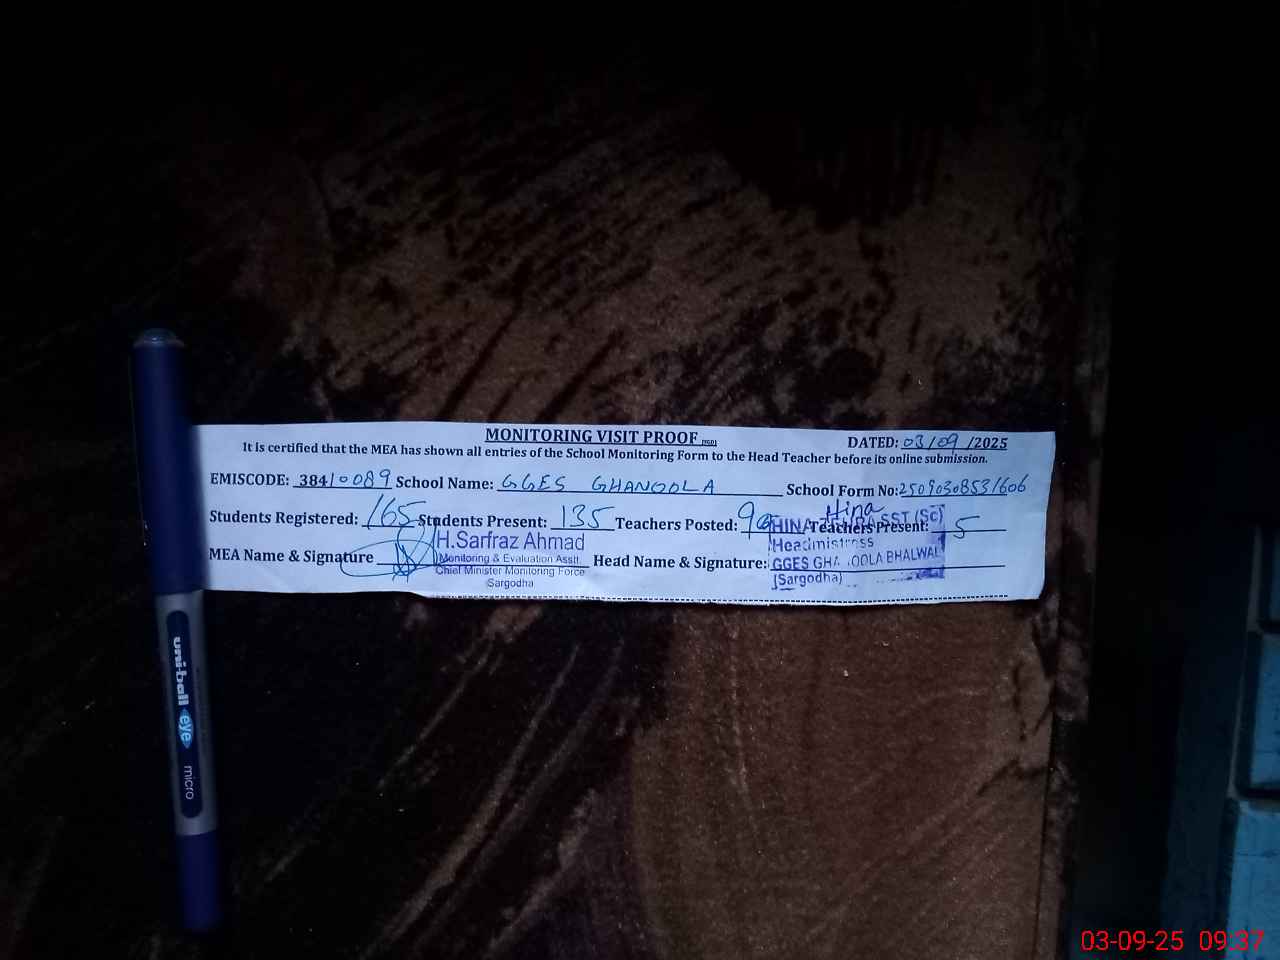 MONITORING VISIT PROOF
DATED: 03/09/2025
It is certified that the MEA has shown all entries of the School Monitoring Form to the Head Teacher before its online submission.
EMISCODE: 38410089 School Name: GGES GHANOOLA School Form No: 25090308531606
Students Registered: 165 Students Present: 135 Teachers Posted: Teachers Present: 5
MEA Name & Signature
H.Sarfraz Ahmad
Monitoring & Evaluation Asstt.
Chief Minister Monitoring Force
Sargodha
Head Name & Signature:
Hina
HINA SST (Sc)
Headmistress
GGES BHALWAL
(Sargodha)
uni-ball eye micro
03-09-25 09:37